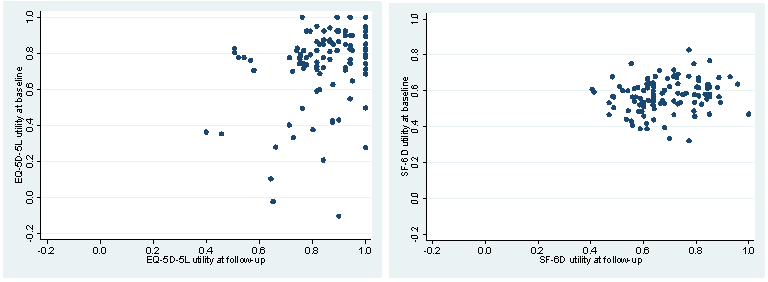 EQ-5D-5L utility at baseline
1.0
0.8
0.6
0.4
0.2
0.0
-0.2
-0.2 0.0 0.2 0.4 0.6 0.8 1.0
EQ-5D-5L utility at follow-up
SF-6D utility at baseline
1.0
0.8
0.6
0.4
0.2
0.0
-0.2
-0.2 0.0 0.2 0.4 0.6 0.8 1.0
SF-6D utility at follow-up